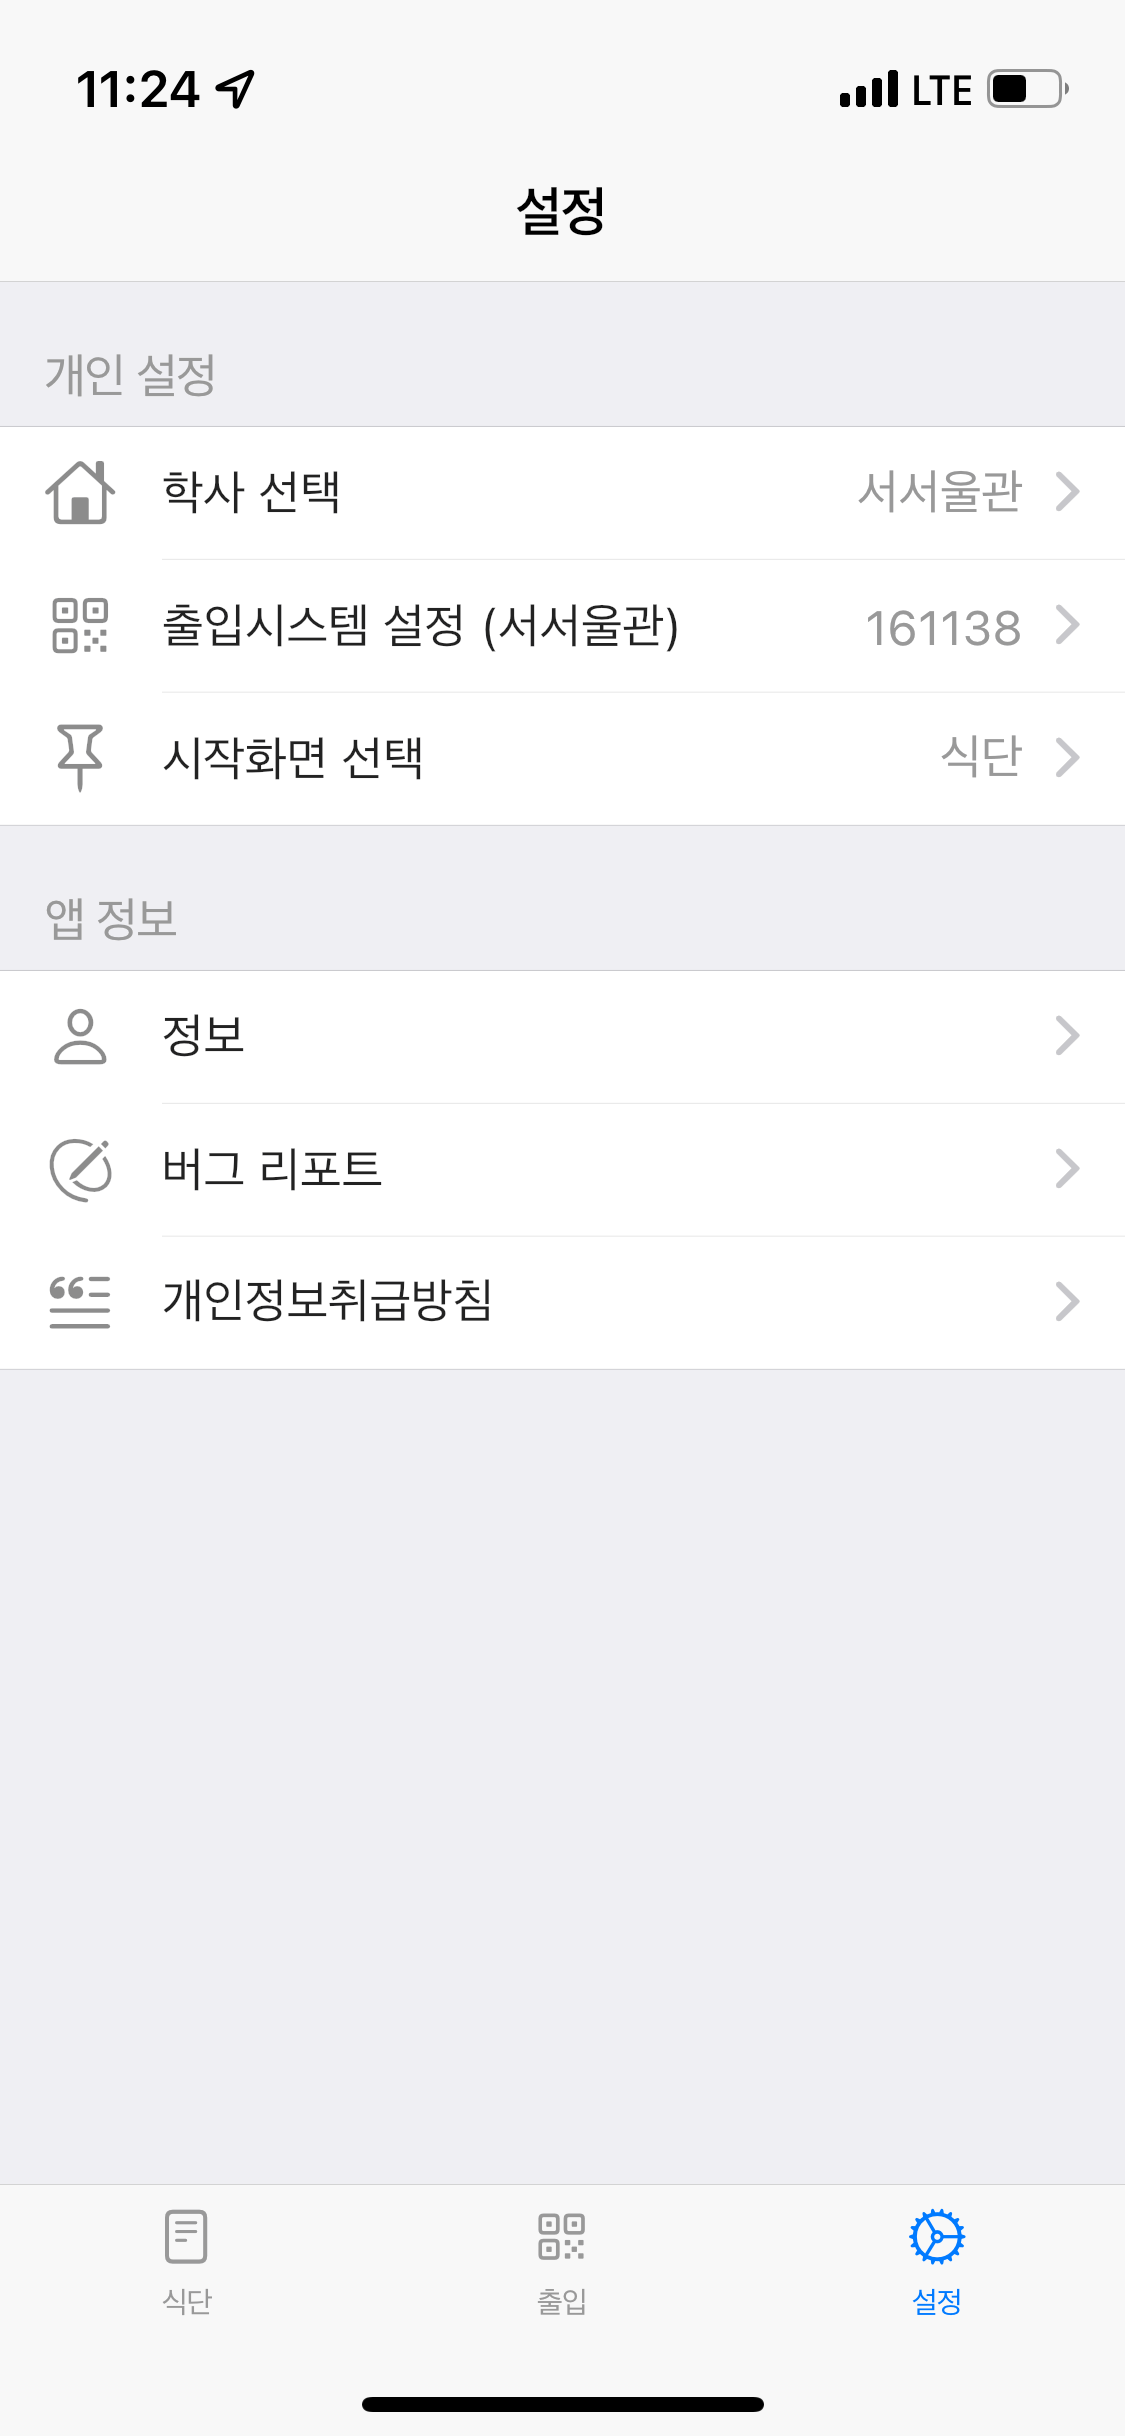 11:24
LTE
설정
개인 설정
학사 선택 서서울관
출입시스템 설정 (서서울관) 161138
시작화면 선택 식단
앱 정보
정보
버그 리포트
개인정보취급방침
식단 출입 설정